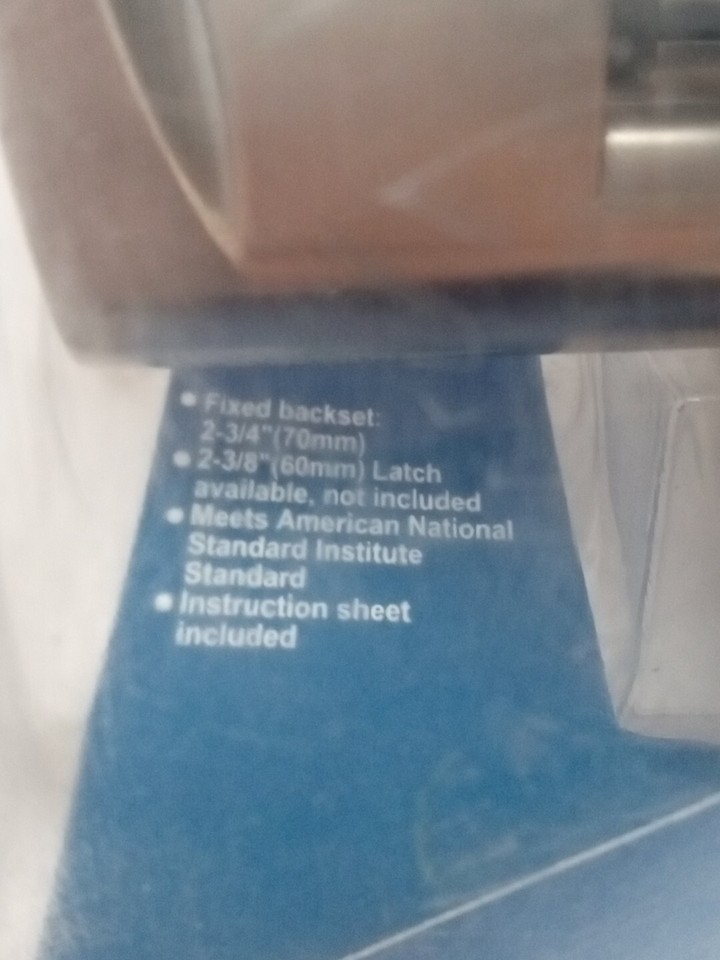 • Fixed backset:
2-3/4"(70mm)
• 2-3/8"(60mm) Latch
available, not included
• Meets American National
Standard Institute
Standard
• Instruction sheet
included